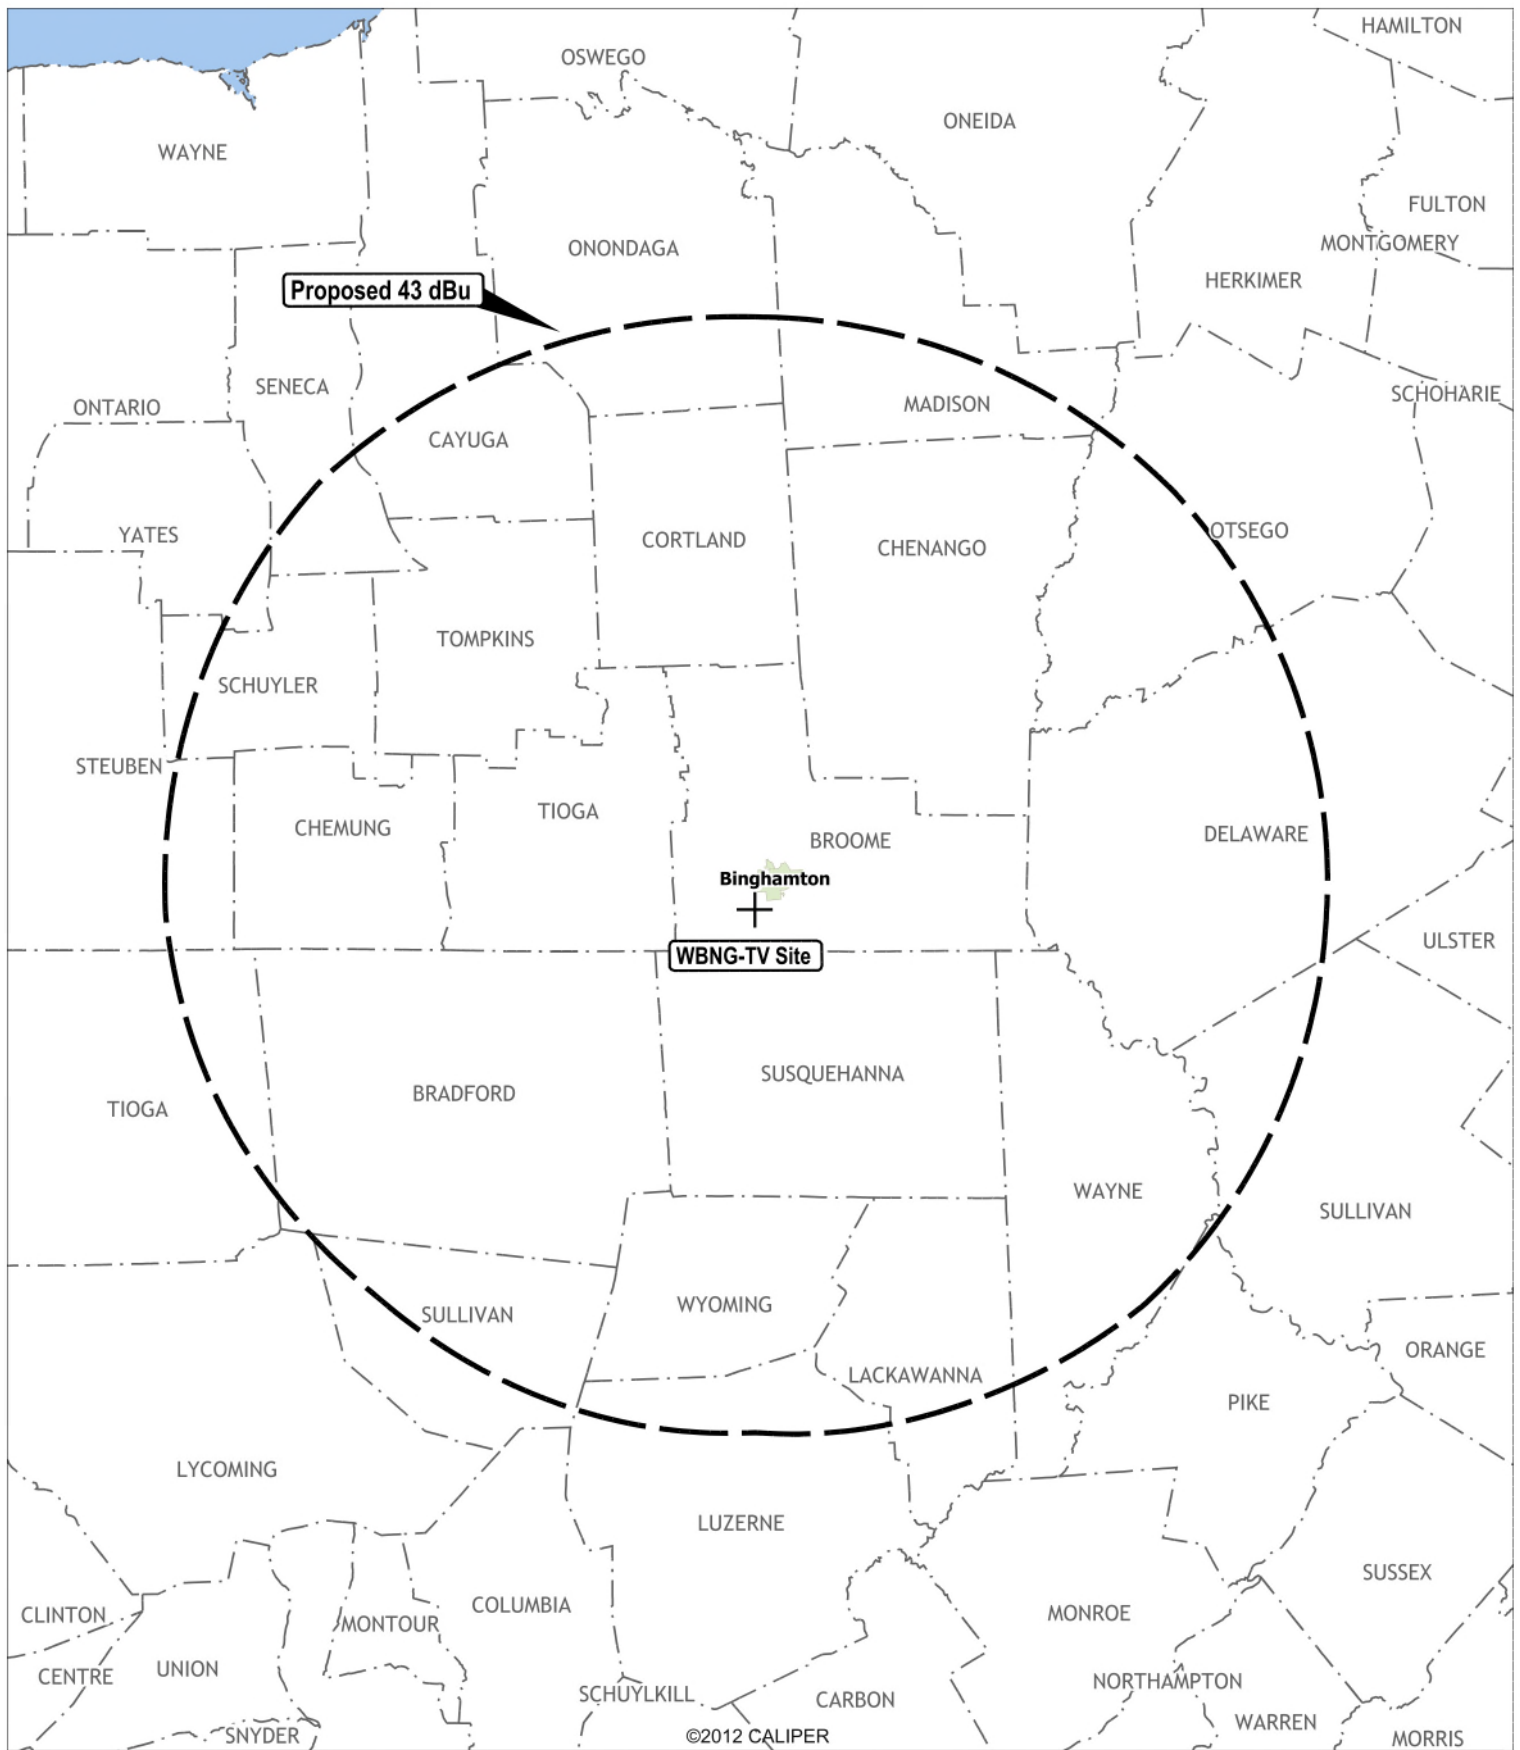 HAMILTON
OSWEGO
ONEIDA
WAYNE
FULTON
MONTGOMERY
ONONDAGA
HERKIMER
Proposed 43 dBu
SENECA
SCHOHARIE
ONTARIO
MADISON
CAYUGA
OTSEGO
YATES
CORTLAND
CHENANGO
TOMPKINS
SCHUYLER
STEUBEN
TIOGA
CHEMUNG
DELAWARE
BROOME
Binghamton
ULSTER
WBNG-TV Site
SUSQUEHANNA
BRADFORD
TIOGA
WAYNE
SULLIVAN
WYOMING
SULLIVAN
ORANGE
LACKAWANNA
PIKE
LYCOMING
LUZERNE
SUSSEX
COLUMBIA
MONROE
CLINTON
MONTOUR
UNION
CENTRE
NORTHAMPTON
SCHUYLKILL
CARBON
WARREN
SNYDER
©2012 CALIPER
MORRIS